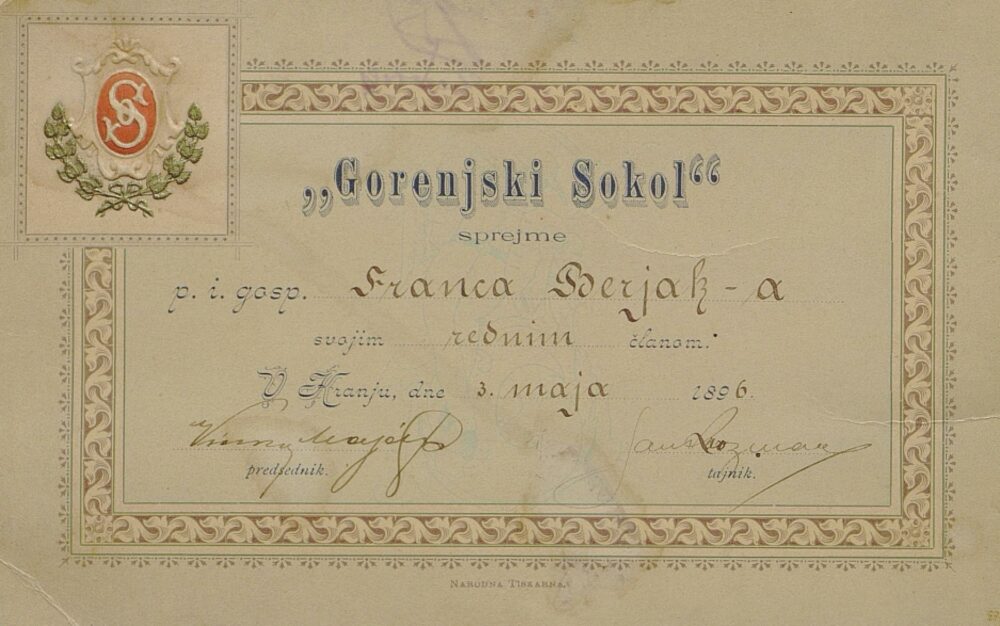 „Gorenjski Sokol“
sprejme
p. i. gosp. Franca Berjak - a
svojim rednim članom.
V Kranju, dne 3. maja 1896.
predsednik. tajnik.
NARODNA TISKARNA.